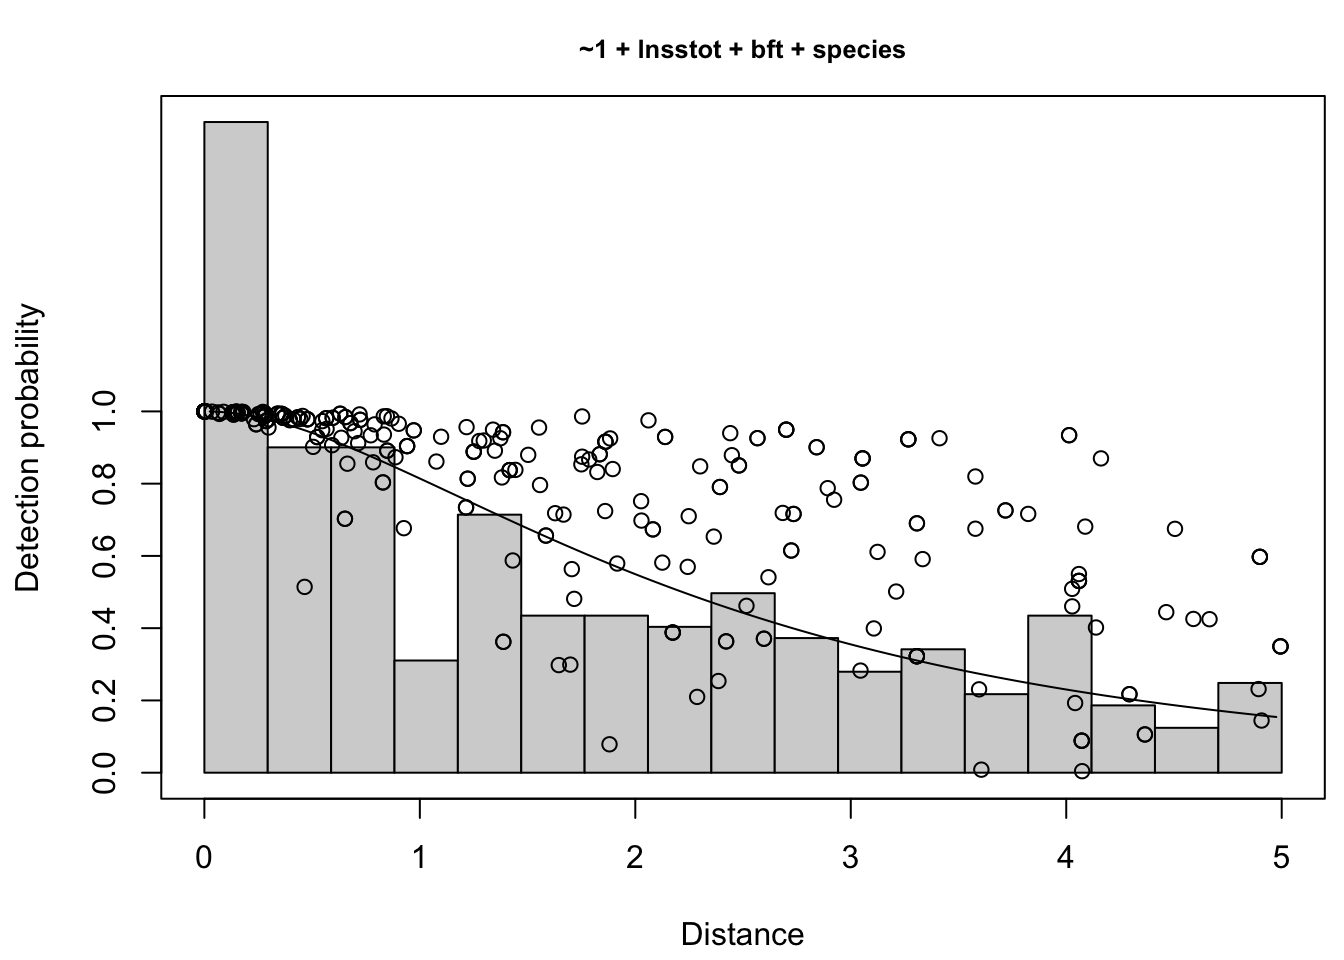 ~1 + lnsstot + bft + species
Detection probability
1.0
0.8
0.6
0.4
0.2
0.0
0 1 2 3 4 5
Distance